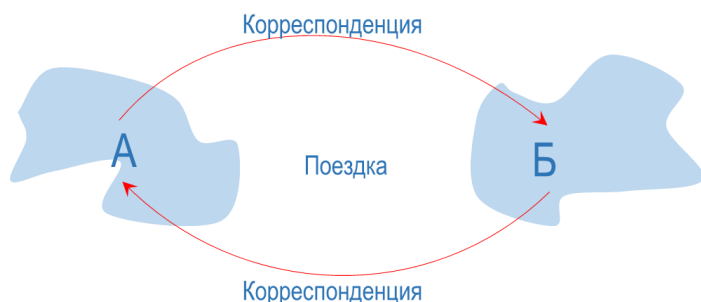 Корреспонденция
А
Поездка
Б
Корреспонденция